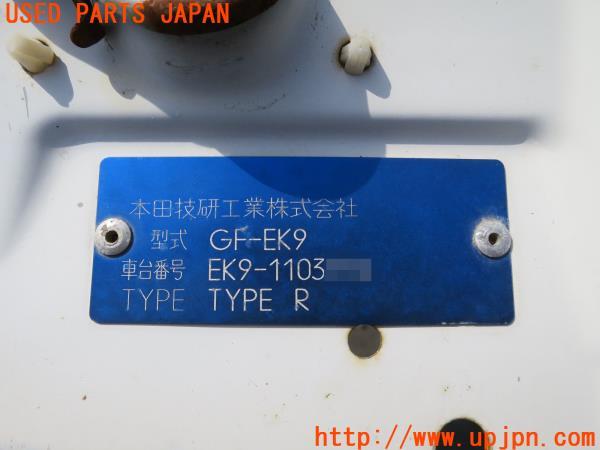 USED PARTS JAPAN
本田技研工業株式会社
型式 GF-EK9
車台番号 EK9-1103
TYPE TYPE R
UPJ
http://www.upjpn.com/